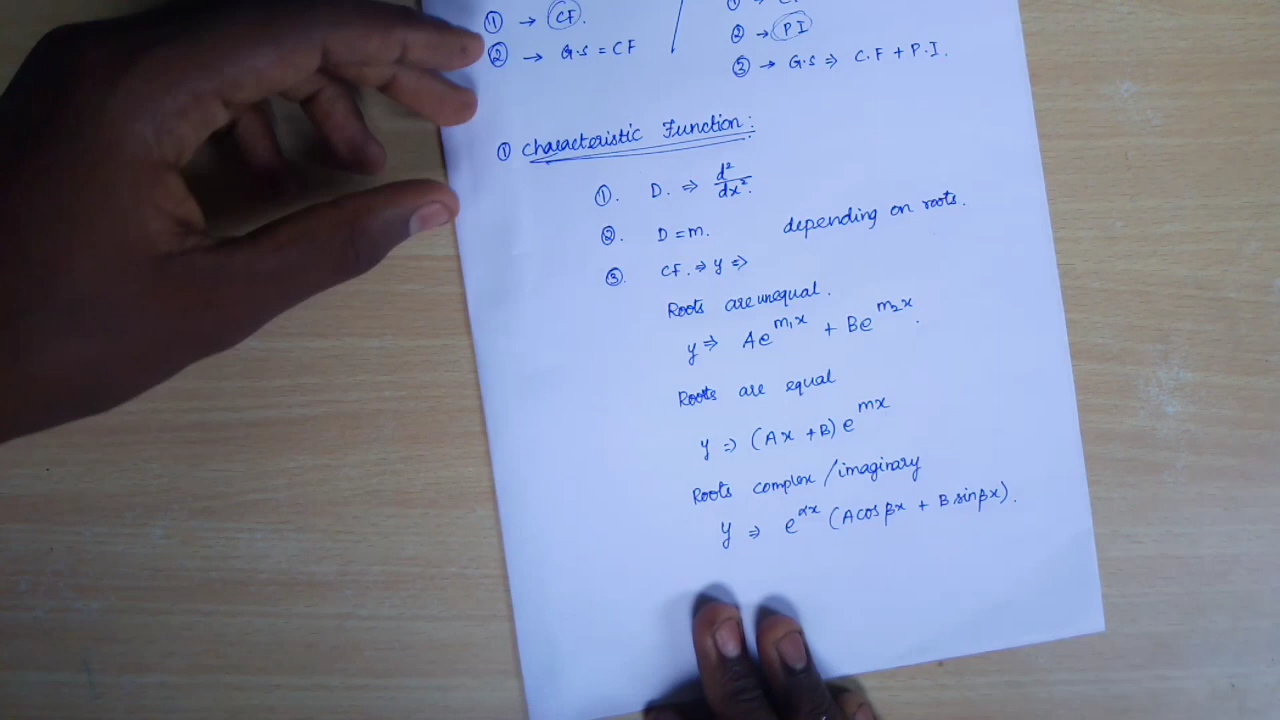 ① → CF.
② → G.S = CF
② → PI
③ → G.S ⇒ C.F + P.I.
① Characteristic Function:
①. D. ⇒ d²/dx².
②. D = m.
depending on roots.
③. CF. ⇒ y ⇒
Roots are unequal.
y ⇒ Ae^m₁x + Be^m₂x.
Roots are equal
y ⇒ (Ax + B) e^mx
Roots complex/imaginary
y ⇒ e^αx (A cos βx + B sin βx).